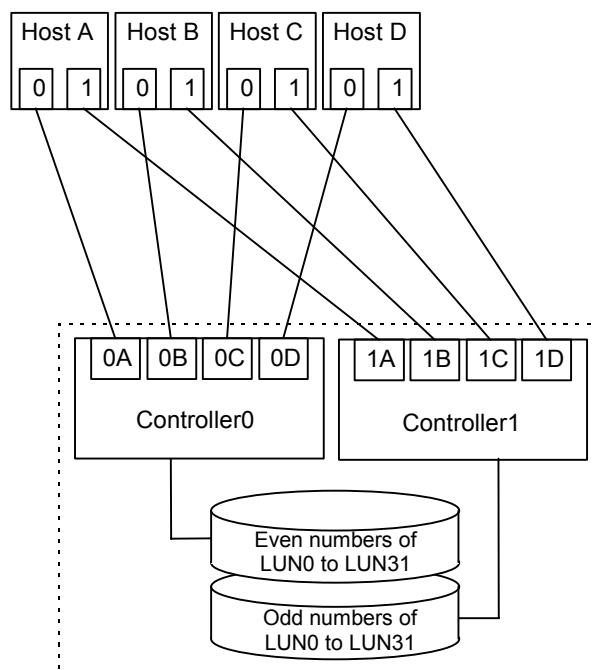 Host A Host B Host C Host D
0 1 0 1 0 1 0 1
0A 0B 0C 0D 1A 1B 1C 1D
Controller0 Controller1
Even numbers of
LUN0 to LUN31
Odd numbers of
LUN0 to LUN31